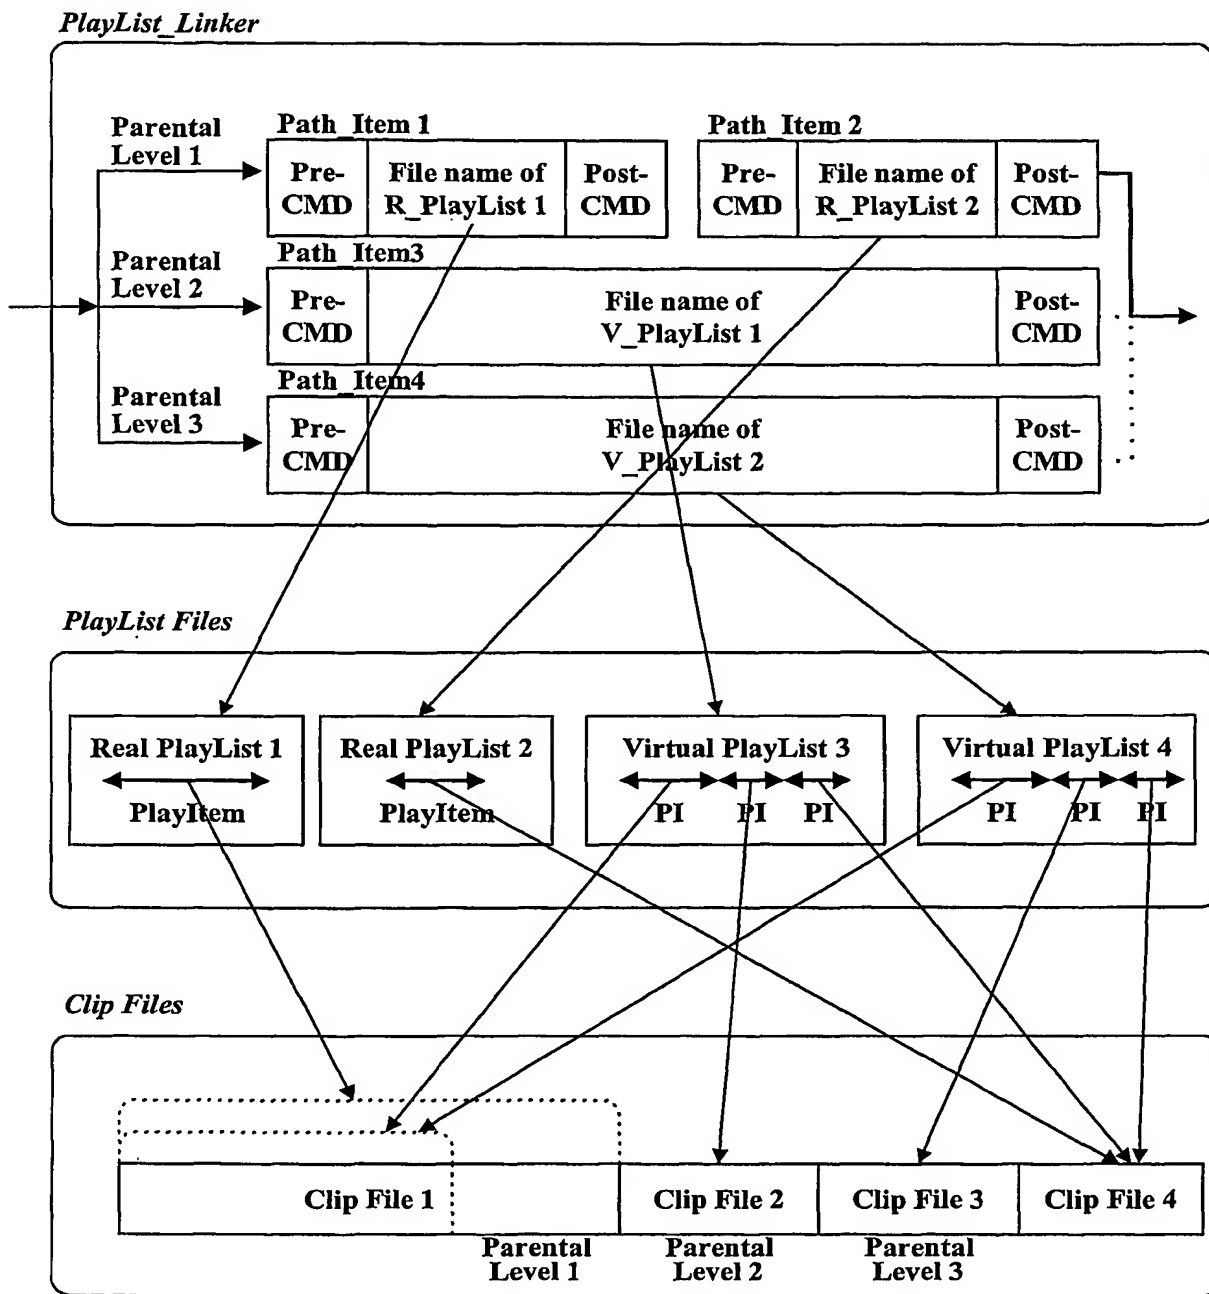 PlayList_Linker
Parental
Level 1
Path_Item 1
Pre-
CMD
File name of
R_PlayList 1
Post-
CMD
Path_Item 2
Pre-
CMD
File name of
R_PlayList 2
Post-
CMD
Parental
Level 2
Path_Item3
Pre-
CMD
File name of
V_PlayList 1
Post-
CMD
Parental
Level 3
Path_Item4
Pre-
CMD
File name of
V_PlayList 2
Post-
CMD
PlayList Files
Real PlayList 1
PlayItem
Real PlayList 2
PlayItem
Virtual PlayList 3
PI PI PI
Virtual PlayList 4
PI PI PI
Clip Files
Clip File 1
Clip File 2
Clip File 3
Clip File 4
Parental
Level 1
Parental
Level 2
Parental
Level 3